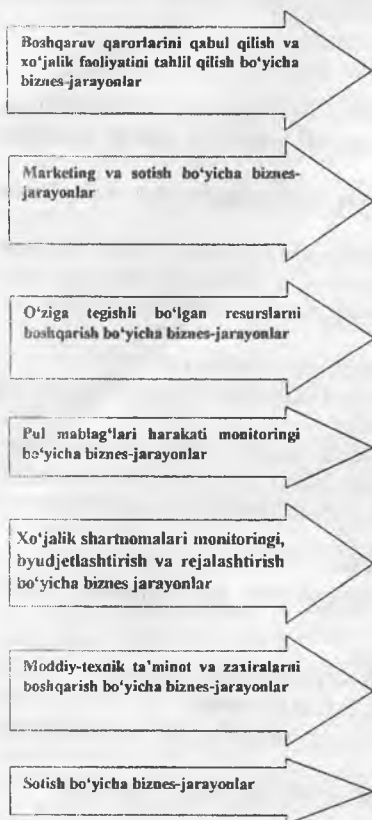 Boshqaruv qarorlarini qabul qilish va
xo‘jalik faoliyatini tahlil qilish bo‘yicha
biznes-jarayonlar
Marketing va sotish bo‘yicha biznes-
jarayonlar
O‘ziga tegishli bo‘lgan resurslarni
boshqarish bo‘yicha biznes-jarayonlar
Pul mablag‘lari harakati monitoringi
bo‘yicha biznes-jarayonlar
Xo‘jalik shartnomalari monitoringi,
byudjetlashtirish va rejalashtirish
bo‘yicha biznes jarayonlar
Moddiy-texnik ta’minot va zaxiralarni
boshqarish bo‘yicha biznes-jarayonlar
Sotish bo‘yicha biznes-jarayonlar